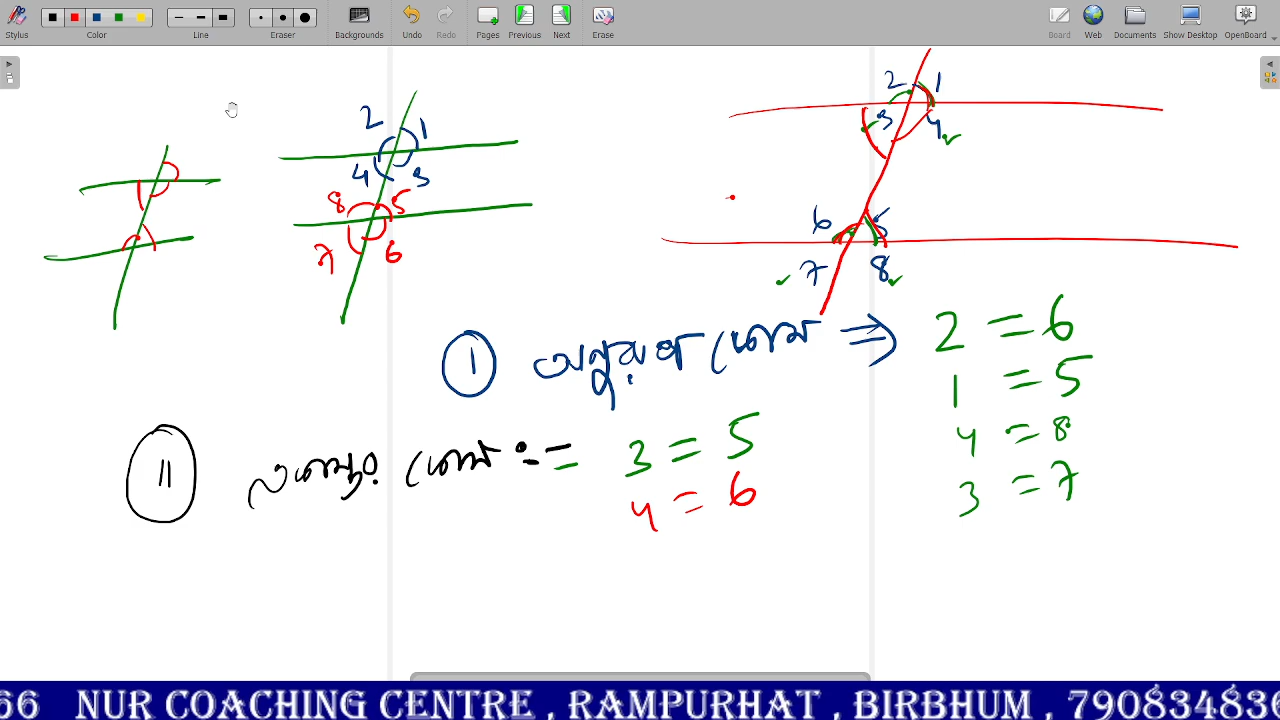 Stylus Color Line Eraser Backgrounds Undo Redo Pages Previous Next Erase Board Web Documents Show Desktop OpenBoard
2 1
4 3
8 5
7 6
2 1
3 4
6 5
7 8
① অনুরূপ কোণ ⇒ 2 = 6
1 = 5
4 = 8
3 = 7
॥ একান্তর কোণ :- = 3 = 5
4 = 6
66 NUR COACHING CENTRE , RAMPURHAT , BIRBHUM , 790834836